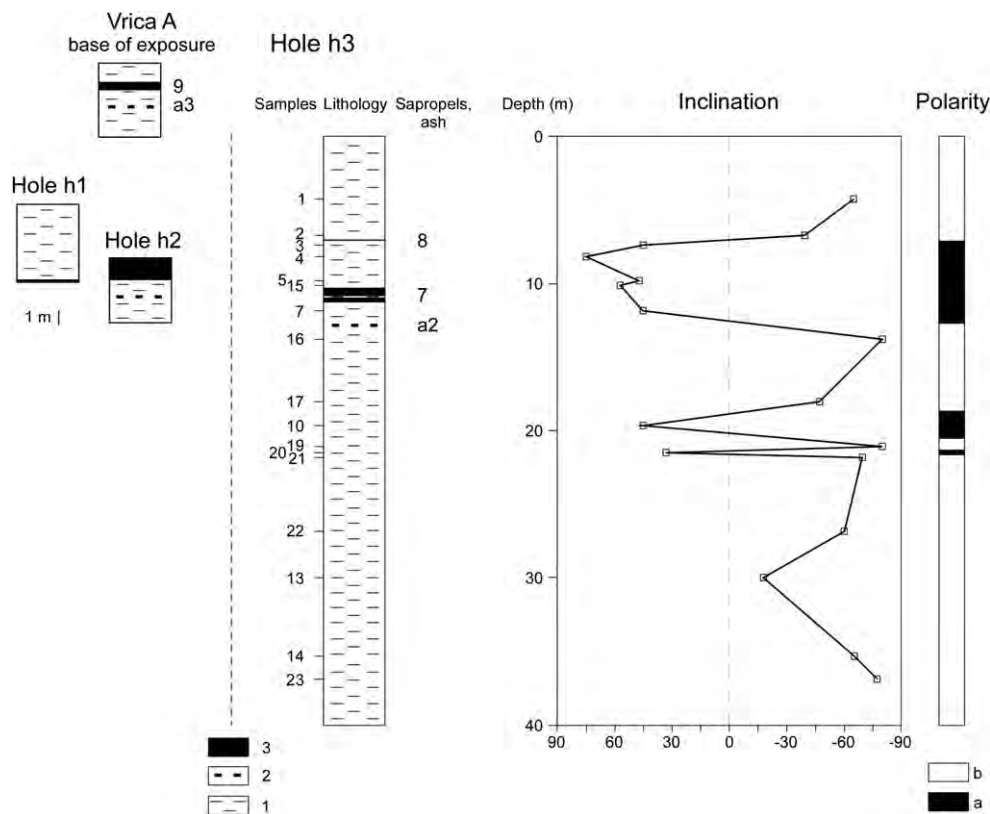 Vrica A
base of exposure
9
a3
Hole h1
Hole h2
1 m |
Hole h3
Samples Lithology Sapropels,
ash
1
2
3
4
5
15
7
16
17
10
19
20
21
22
13
14
23
8
7
a2
3
2
1
Depth (m)
Inclination
Polarity
0
10
20
30
40
90 60 30 0 -30 -60 -90
b
a